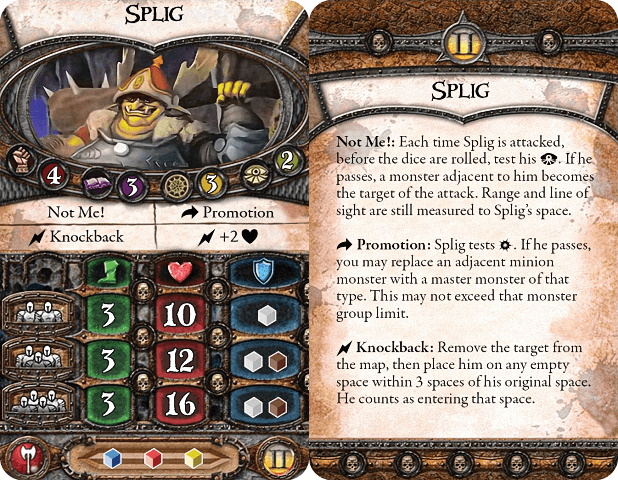 SPLIG
4
3
3
2
Not Me!
Promotion
Knockback
+2
3
10
3
12
3
16
II
II
SPLIG
Not Me!: Each time Splig is attacked,
before the dice are rolled, test his . If he
passes, a monster adjacent to him becomes
the target of the attack. Range and line of
sight are still measured to Splig's space.
Promotion: Splig tests . If he passes,
you may replace an adjacent minion
monster with a master monster of that
type. This may not exceed that monster
group limit.
Knockback: Remove the target from
the map, then place him on any empty
space within 3 spaces of his original space.
He counts as entering that space.